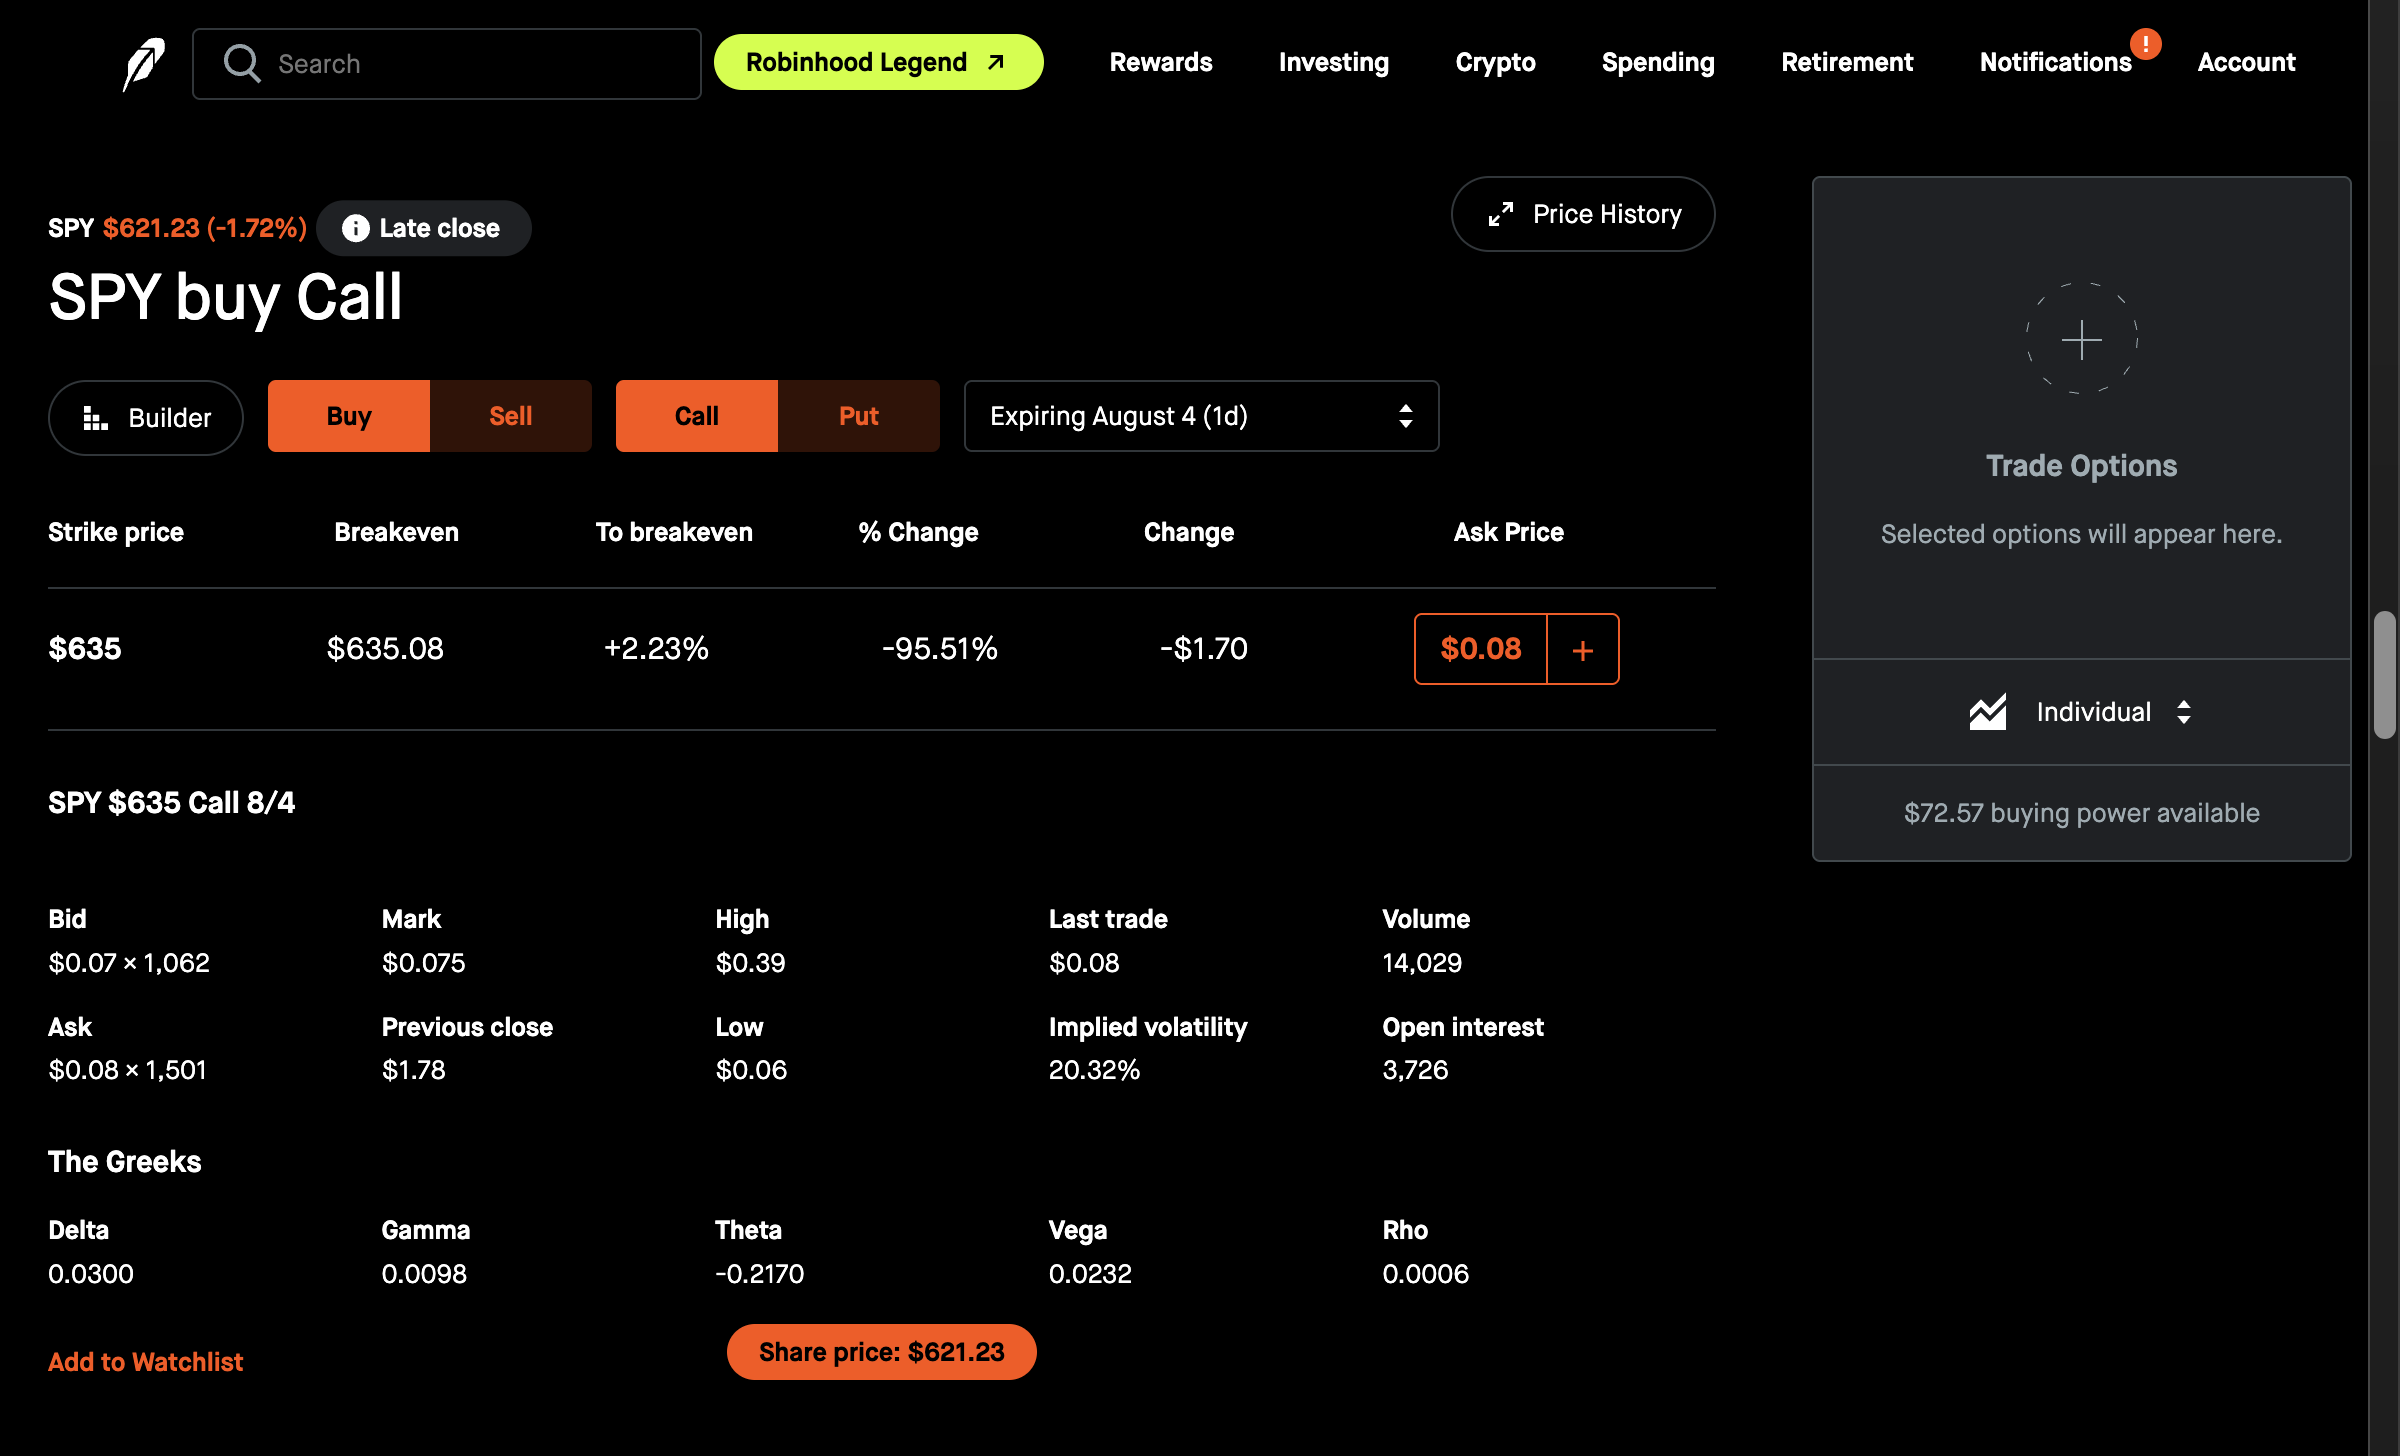 Search
Robinhood Legend
Rewards
Investing
Crypto
Spending
Retirement
Notifications
!
Account
SPY $621.23 (-1.72%)
Late close
Price History
SPY buy Call
Builder
Buy
Sell
Call
Put
Expiring August 4 (1d)
Strike price Breakeven To breakeven % Change Change Ask Price
$635 $635.08 +2.23% -95.51% -$1.70 $0.08 +
Trade Options
Selected options will appear here.
Individual
$72.57 buying power available
SPY $635 Call 8/4
Bid Mark High Last trade Volume
$0.07 × 1,062 $0.075 $0.39 $0.08 14,029
Ask Previous close Low Implied volatility Open interest
$0.08 × 1,501 $1.78 $0.06 20.32% 3,726
The Greeks
Delta Gamma Theta Vega Rho
0.0300 0.0098 -0.2170 0.0232 0.0006
Add to Watchlist
Share price: $621.23